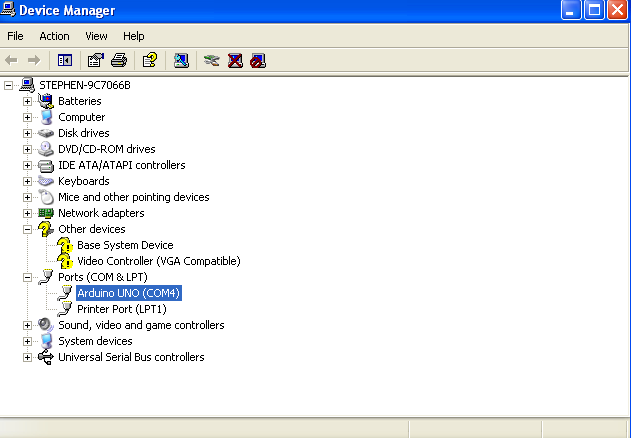 Device Manager
File Action View Help
STEPHEN-9C7066B
Batteries
Computer
Disk drives
DVD/CD-ROM drives
IDE ATA/ATAPI controllers
Keyboards
Mice and other pointing devices
Network adapters
Other devices
Base System Device
Video Controller (VGA Compatible)
Ports (COM & LPT)
Arduino UNO (COM4)
Printer Port (LPT1)
Sound, video and game controllers
System devices
Universal Serial Bus controllers